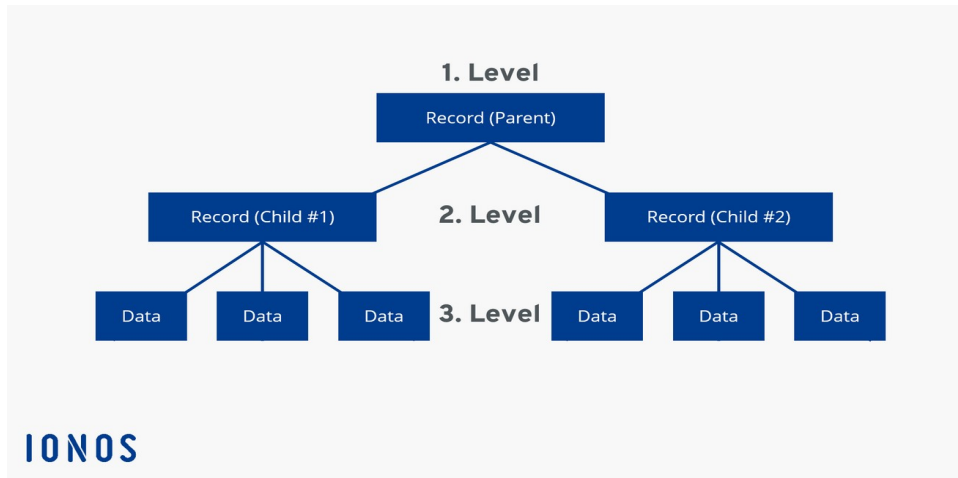 1. Level
Record (Parent)
Record (Child #1)
2. Level
Record (Child #2)
Data
Data
Data
3. Level
Data
Data
Data
IONOS